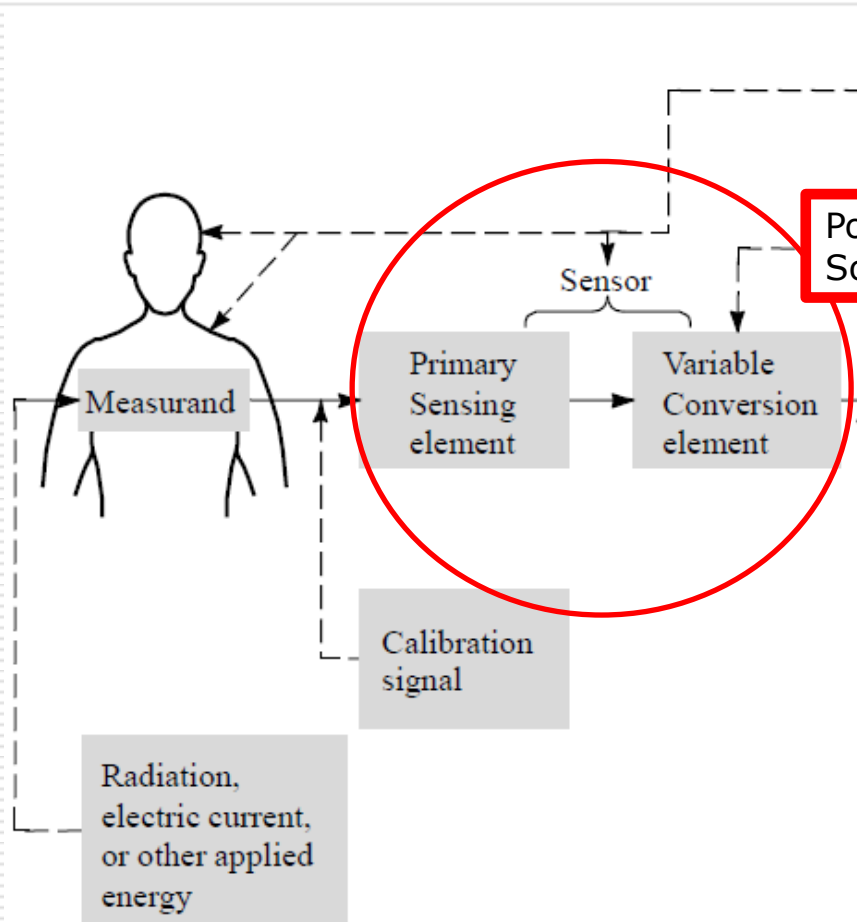 Sensor
Primary
Sensing
element
Variable
Conversion
element
Measurand
Calibration
signal
Radiation,
electric current,
or other applied
energy